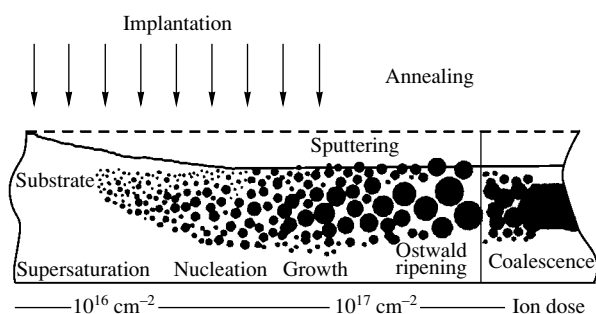 Implantation
Annealing
Sputtering
Substrate
Ostwald
ripening
Supersaturation Nucleation Growth Coalescence
10¹⁶ cm⁻² 10¹⁷ cm⁻² Ion dose